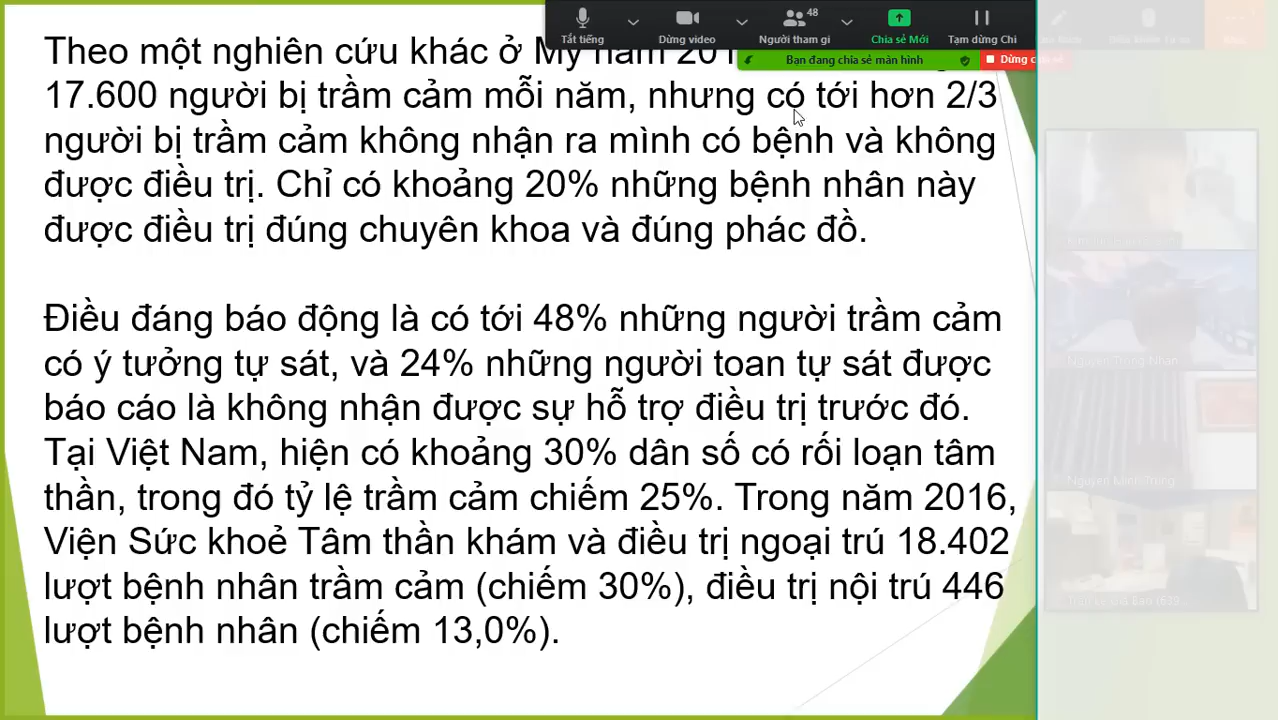 48
Tắt tiếng
Dừng video
Người tham gi
Chia sẻ Mới
Tạm dừng Chi
Bạn đang chia sẻ màn hình
Dừng
Theo một nghiên cứu khác ở Mỹ năm
17.600 người bị trầm cảm mỗi năm, nhưng có tới hơn 2/3
người bị trầm cảm không nhận ra mình có bệnh và không
được điều trị. Chỉ có khoảng 20% những bệnh nhân này
được điều trị đúng chuyên khoa và đúng phác đồ.
Điều đáng báo động là có tới 48% những người trầm cảm
có ý tưởng tự sát, và 24% những người toan tự sát được
báo cáo là không nhận được sự hỗ trợ điều trị trước đó.
Tại Việt Nam, hiện có khoảng 30% dân số có rối loạn tâm
thần, trong đó tỷ lệ trầm cảm chiếm 25%. Trong năm 2016,
Viện Sức khoẻ Tâm thần khám và điều trị ngoại trú 18.402
lượt bệnh nhân trầm cảm (chiếm 30%), điều trị nội trú 446
lượt bệnh nhân (chiếm 13,0%).
Nguyen Trong Nhan